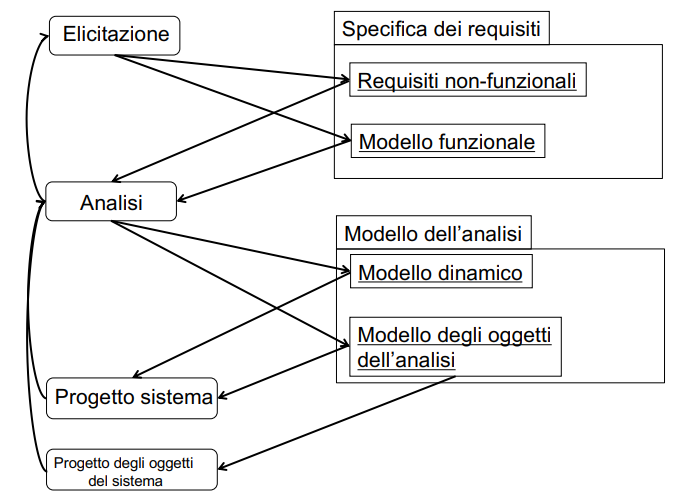 Elicitazione
Specifica dei requisiti
Requisiti non-funzionali
Modello funzionale
Analisi
Modello dell'analisi
Modello dinamico
Modello degli oggetti
dell'analisi
Progetto sistema
Progetto degli oggetti
del sistema